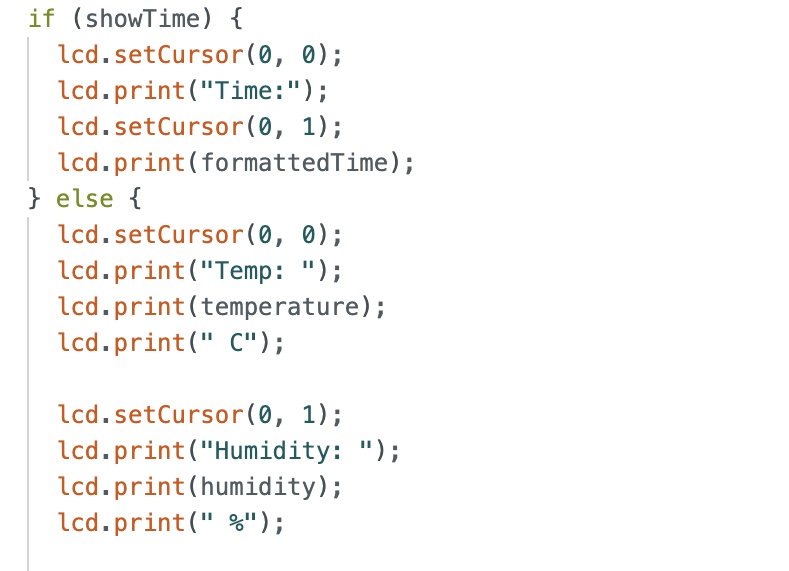 if (showTime) {
  lcd.setCursor(0, 0);
  lcd.print("Time:");
  lcd.setCursor(0, 1);
  lcd.print(formattedTime);
} else {
  lcd.setCursor(0, 0);
  lcd.print("Temp: ");
  lcd.print(temperature);
  lcd.print(" C");

  lcd.setCursor(0, 1);
  lcd.print("Humidity: ");
  lcd.print(humidity);
  lcd.print(" %");